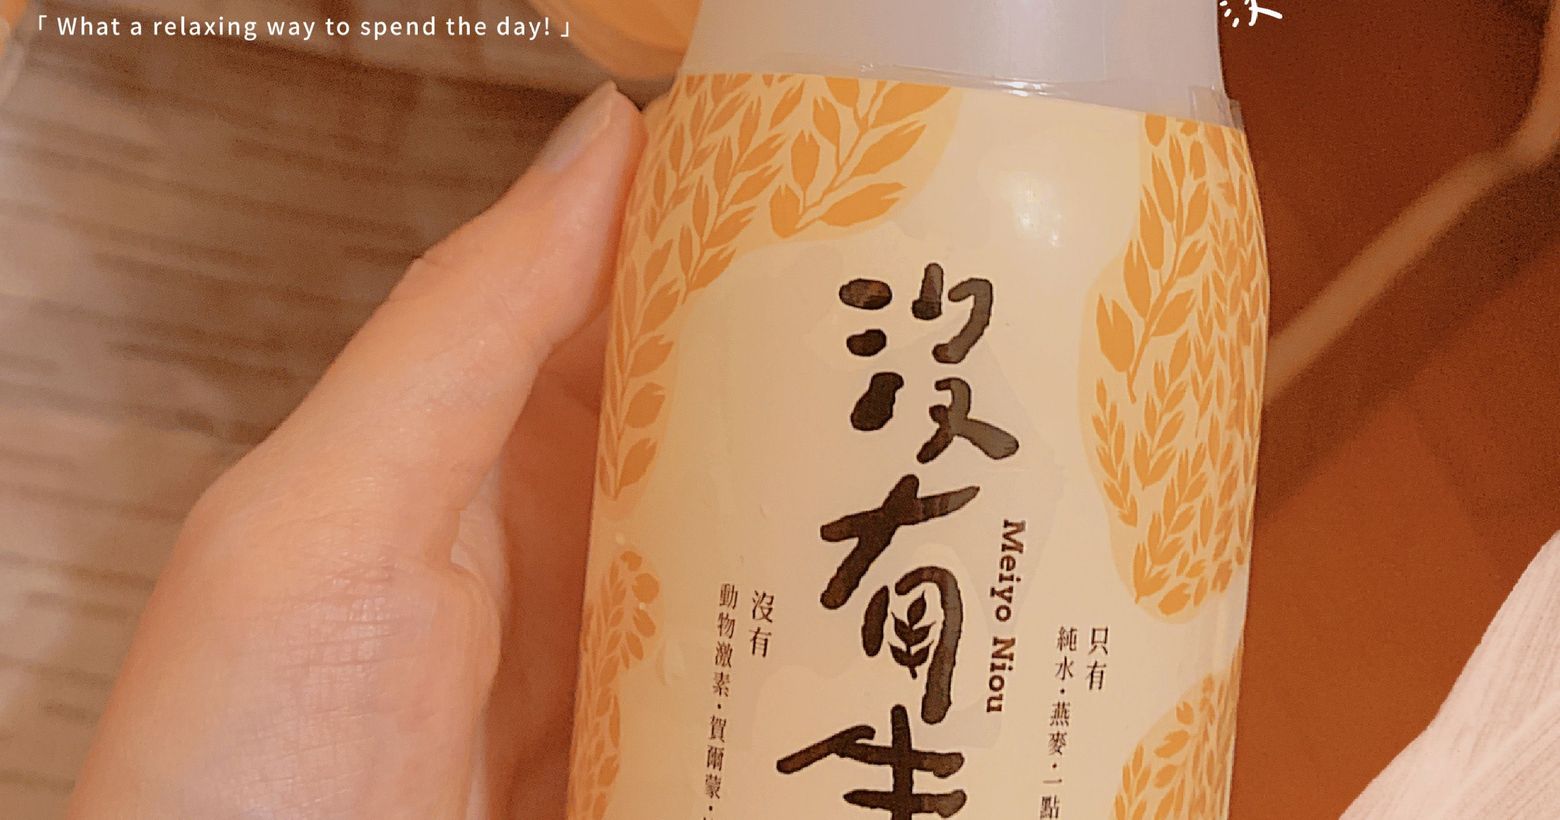 「 What a relaxing way to spend the day! 」
沒有牛
Meiyo Niou
只有
純水·燕麥·一點
沒有
動物激素·賀爾蒙·